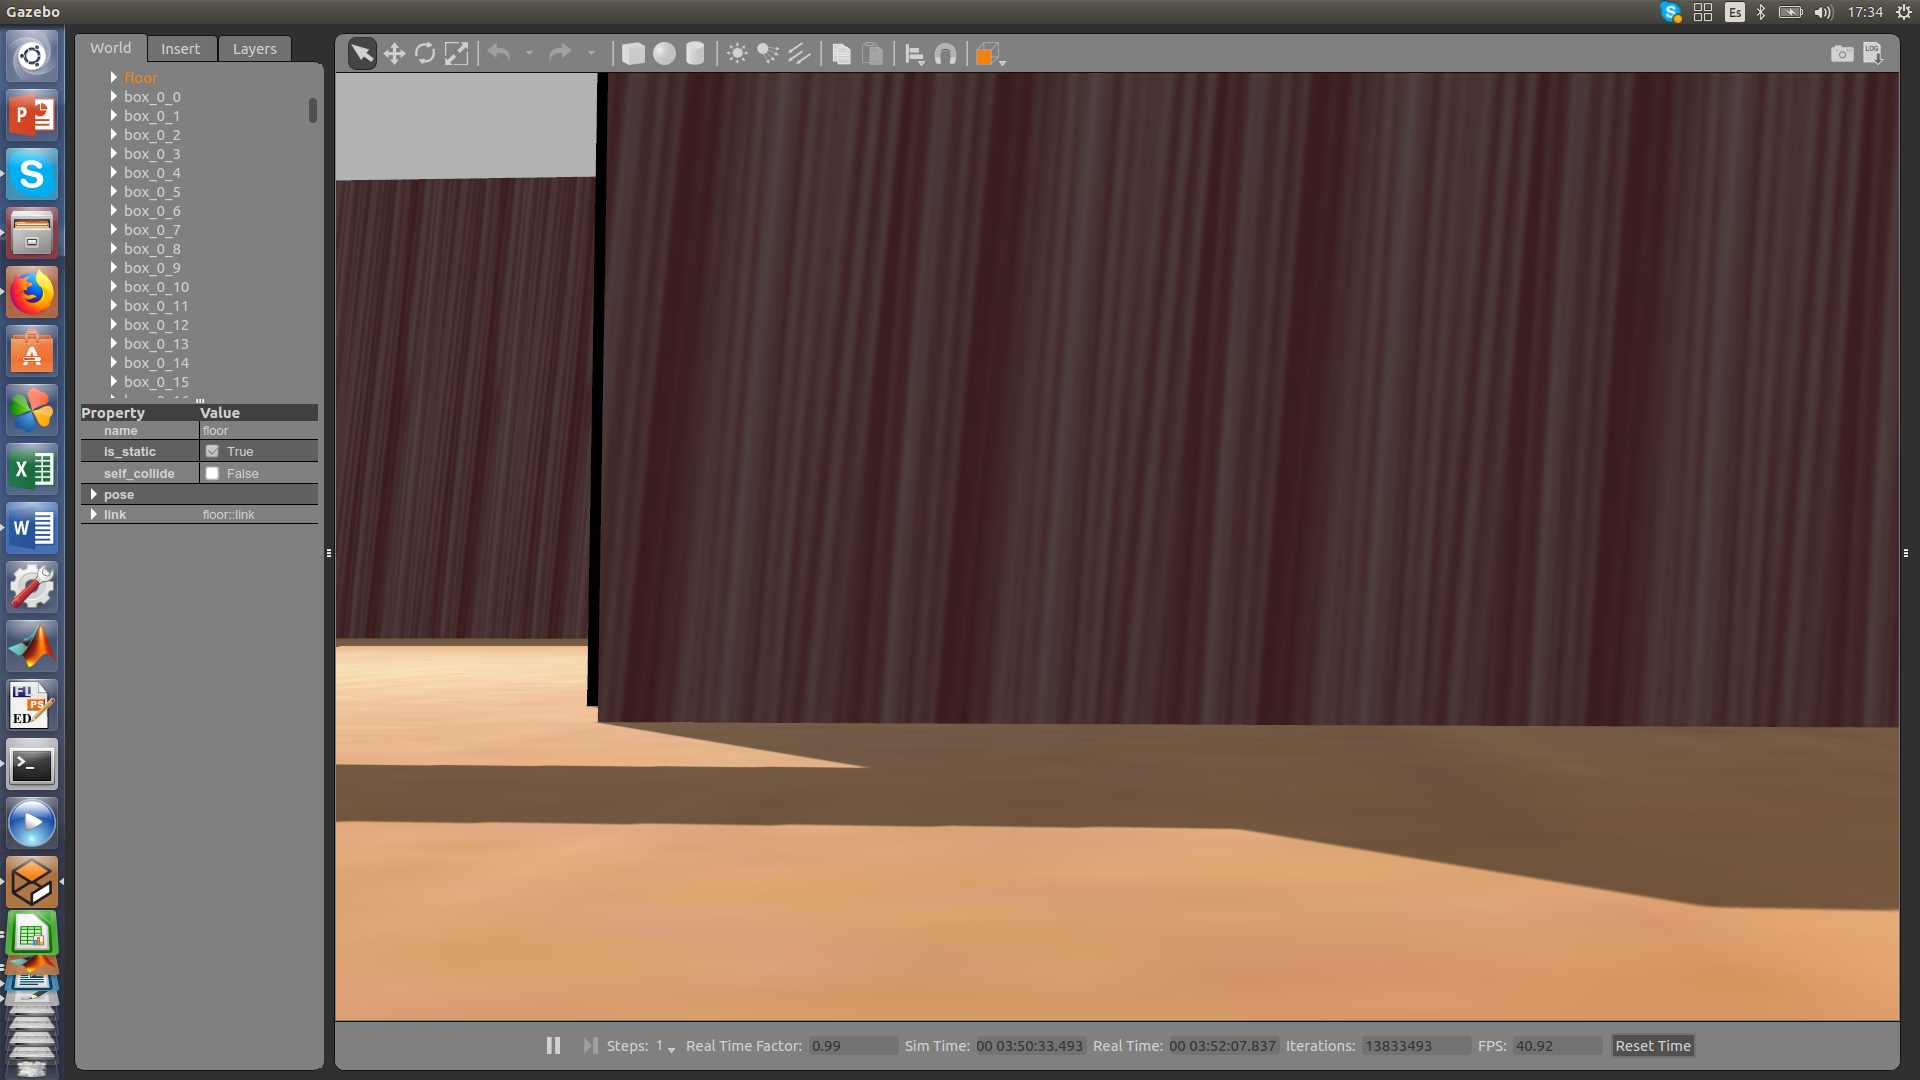 Gazebo
Es
17:34
World
Insert
Layers
LOG
floor
box_0_0
box_0_1
box_0_2
box_0_3
box_0_4
box_0_5
box_0_6
box_0_7
box_0_8
box_0_9
box_0_10
box_0_11
box_0_12
box_0_13
box_0_14
box_0_15
Property Value
name floor
is_static True
self_collide False
pose
link floor::link
Steps: 1 Real Time Factor: 0.99 Sim Time: 00 03:50:33.493 Real Time: 00 03:52:07.837 Iterations: 13833493 FPS: 40.92 Reset Time